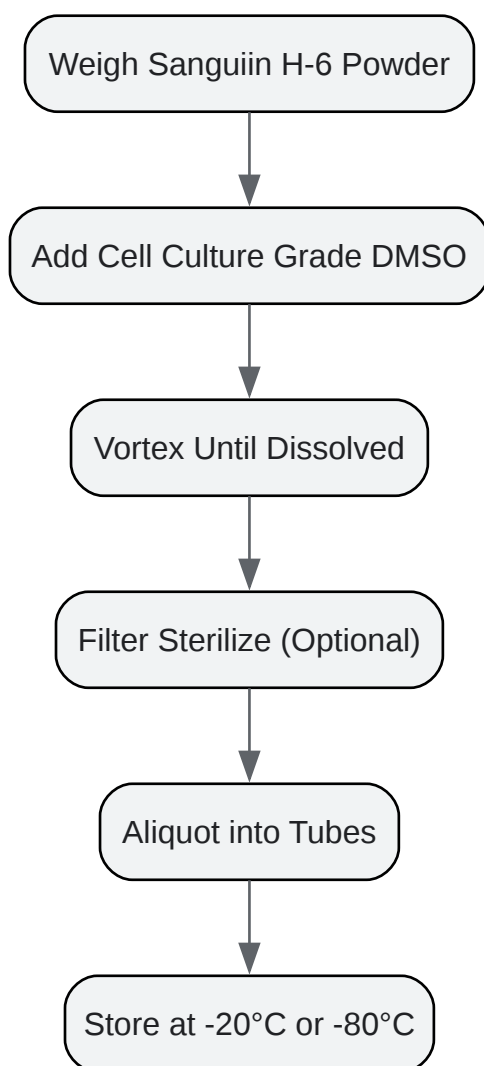 Weigh Sanguiin H-6 Powder
Add Cell Culture Grade DMSO
Vortex Until Dissolved
Filter Sterilize (Optional)
Aliquot into Tubes
Store at -20°C or -80°C